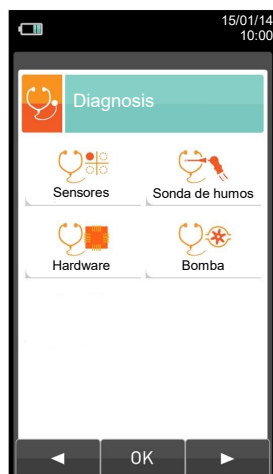 15/01/14
10:00
Diagnosis
Sensores
Sonda de humos
Hardware
Bomba
OK